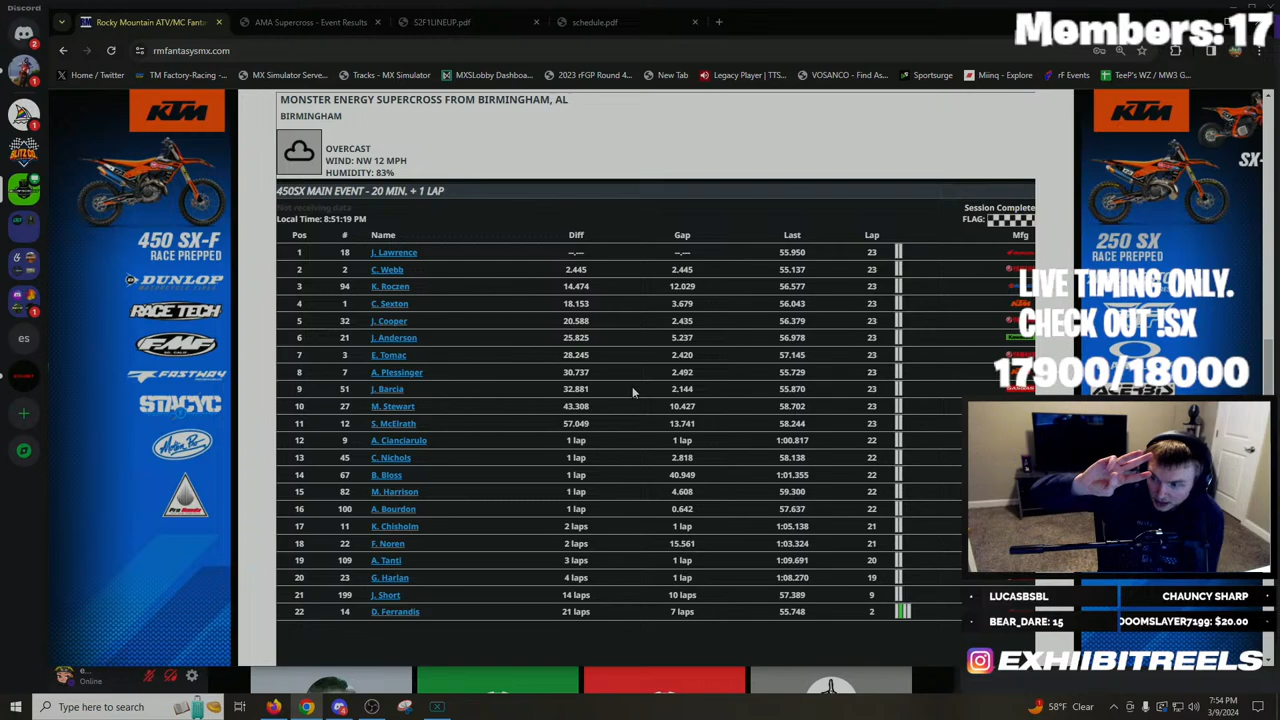 Discord
Rocky Mountain ATV/MC Fanta
AMA Supercross - Event Results
S2F1LINEUP.pdf
schedule.pdf
Members:17
rmfantasysmx.com
Home / Twitter
TM Factory-Racing -
MX Simulator Serve
Tracks - MX Simulator
MXSLobby Dashboa...
2023 rFGP Round 4...
New Tab
Legacy Player | TTS...
VOSANCO - Find As...
Sportsurge
Miinq - Explore
rF Events
TeeP's WZ / MW3 G...
MONSTER ENERGY SUPERCROSS FROM BIRMINGHAM, AL
BIRMINGHAM
OVERCAST
WIND: NW 12 MPH
HUMIDITY: 83%
450SX MAIN EVENT - 20 MIN. + 1 LAP
Not receiving data
Local Time: 8:51:19 PM
Session Complete
FLAG:
Pos # Name Diff Gap Last Lap Mfg
1 18 J. Lawrence --.--- --.--- 55.950 23
2 2 C. Webb 2.445 2.445 55.137 23
3 94 K. Roczen 14.474 12.029 56.577 23
4 1 C. Sexton 18.153 3.679 56.043 23
5 32 J. Cooper 20.588 2.435 56.379 23
6 21 J. Anderson 25.825 5.237 56.978 23
7 3 E. Tomac 28.245 2.420 57.145 23
8 7 A. Plessinger 30.737 2.492 55.729 23
9 51 J. Barcia 32.881 2.144 55.870 23
10 27 M. Stewart 43.308 10.427 58.702 23
11 12 S. McElrath 57.049 13.741 58.244 23
12 9 A. Cianciarulo 1 lap 1 lap 1:00.817 22
13 45 C. Nichols 1 lap 2.818 58.138 22
14 67 B. Bloss 1 lap 40.949 1:01.355 22
15 82 M. Harrison 1 lap 4.608 59.300 22
16 100 A. Bourdon 1 lap 0.642 57.637 22
17 11 K. Chisholm 2 laps 1 lap 1:05.138 21
18 22 F. Noren 2 laps 15.561 1:03.324 21
19 109 A. Tanti 3 laps 1 lap 1:09.691 20
20 23 G. Harlan 4 laps 1 lap 1:08.270 19
21 199 J. Short 14 laps 10 laps 57.389 9
22 14 D. Ferrandis 21 laps 7 laps 55.748 2
KTM
450 SX-F
RACE PREPPED
DUNLOP
RACE TECH
FMF
FASTWAY
STACYC
Motion Pro
Pro Honda
KTM
SX-
250 SX
RACE PREPPED
ACERBIS
LIVE TIMING ONLY.
CHECK OUT !SX
17900/18000
LUCASBSBL
CHAUNCY SHARP
BEAR_DARE: 15
DOOMSLAYER7199: $20.00
EXHIIBITREELS
es
e...
Online
Type here to search
58°F Clear
7:54 PM
3/9/2024